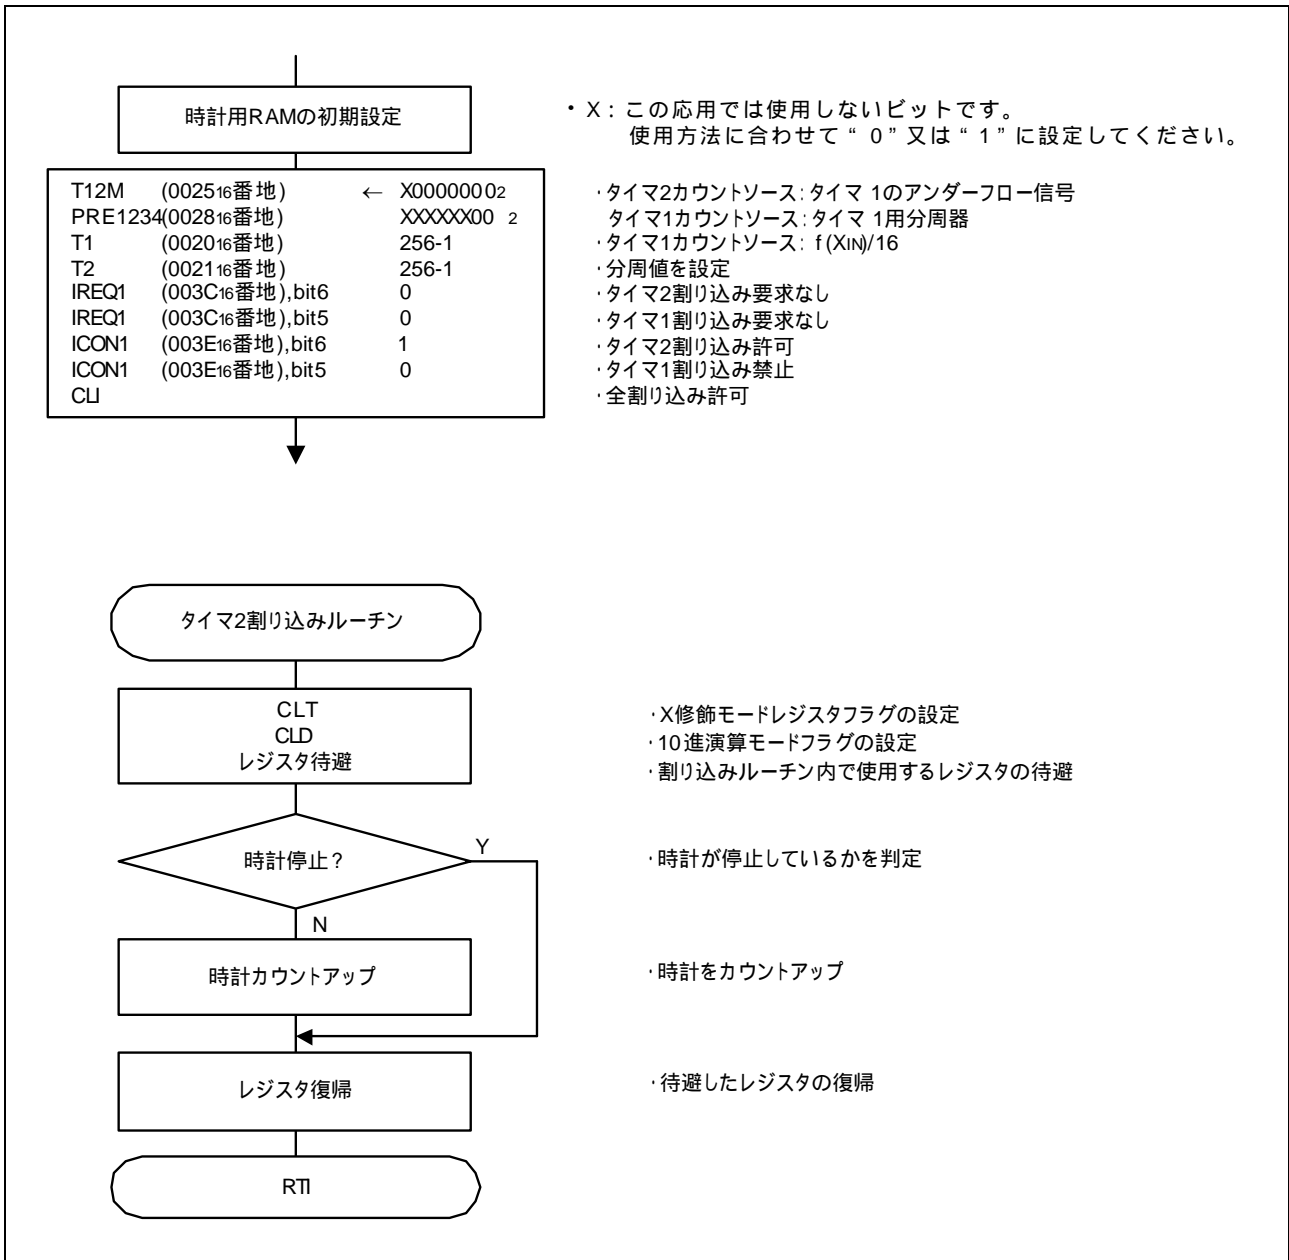 時計用RAMの初期設定
・X：この応用では使用しないビットです。
使用方法に合わせて“ 0”又は“ 1”に設定してください。
T12M (0025₁₆番地) ← X0000000₂ ・タイマ2カウントソース：タイマ 1のアンダーフロー信号
PRE1234(0028₁₆番地) XXXXXX00 ₂ タイマ1カウントソース：タイマ 1用分周器
T1 (0020₁₆番地) 256-1 ・タイマ1カウントソース：f(XIN)/16
T2 (0021₁₆番地) 256-1 ・分周値を設定
IREQ1 (003C₁₆番地),bit6 0 ・タイマ2割り込み要求なし
IREQ1 (003C₁₆番地),bit5 0 ・タイマ1割り込み要求なし
ICON1 (003E₁₆番地),bit6 1 ・タイマ2割り込み許可
ICON1 (003E₁₆番地),bit5 0 ・タイマ1割り込み禁止
CLI ・全割り込み許可
タイマ2割り込みルーチン
CLT ・X修飾モードレジスタフラグの設定
CLD ・10進演算モードフラグの設定
レジスタ待避 ・割り込みルーチン内で使用するレジスタの待避
時計停止？ Y ・時計が停止しているかを判定
N
時計カウントアップ ・時計をカウントアップ
レジスタ復帰 ・待避したレジスタの復帰
RTI